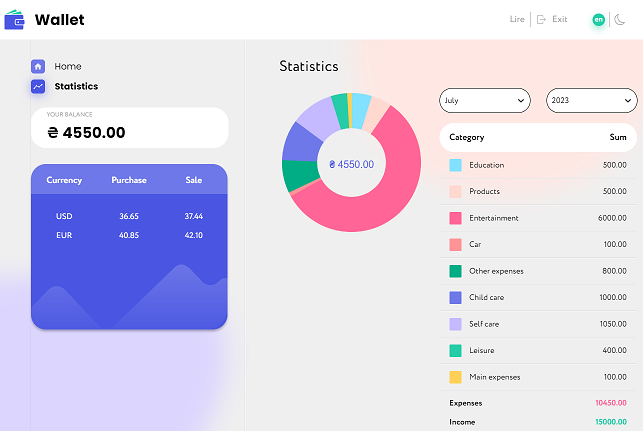 Wallet
Lire
Exit
en
Home
Statistics
YOUR BALANCE
₴ 4550.00
Currency Purchase Sale
USD 36.65 37.44
EUR 40.85 42.10
Statistics
₴ 4550.00
July
2023
Category Sum
Education 500.00
Products 500.00
Entertainment 6000.00
Car 100.00
Other expenses 800.00
Child care 1000.00
Self care 1050.00
Leisure 400.00
Main expenses 100.00
Expenses 10450.00
Income 15000.00